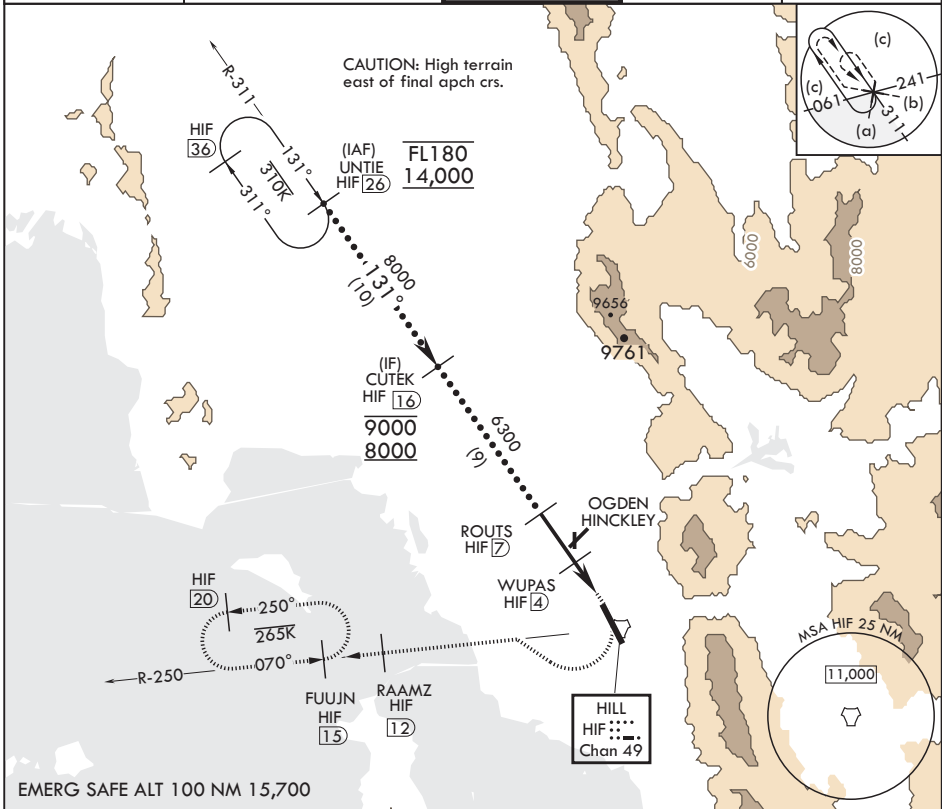 CAUTION: High terrain
east of final apch crs.
(c)
(c)
241
061
(b)
(a)
311
R-311
HIF
36
131°
310K
311°
(IAF)
UNTIE
HIF 26
FL180
14,000
8000
131°
(10)
6000
8000
9656
9761
(IF)
CUTEK
HIF 16
9000
8000
6300
(9)
OGDEN
HINCKLEY
ROUTS
HIF 7
WUPAS
HIF 4
HIF
20
250°
265K
070°
R-250
FUUJN
HIF
15
RAAMZ
HIF
12
HILL
HIF
Chan 49
MSA HIF 25 NM
11,000
EMERG SAFE ALT 100 NM 15,700